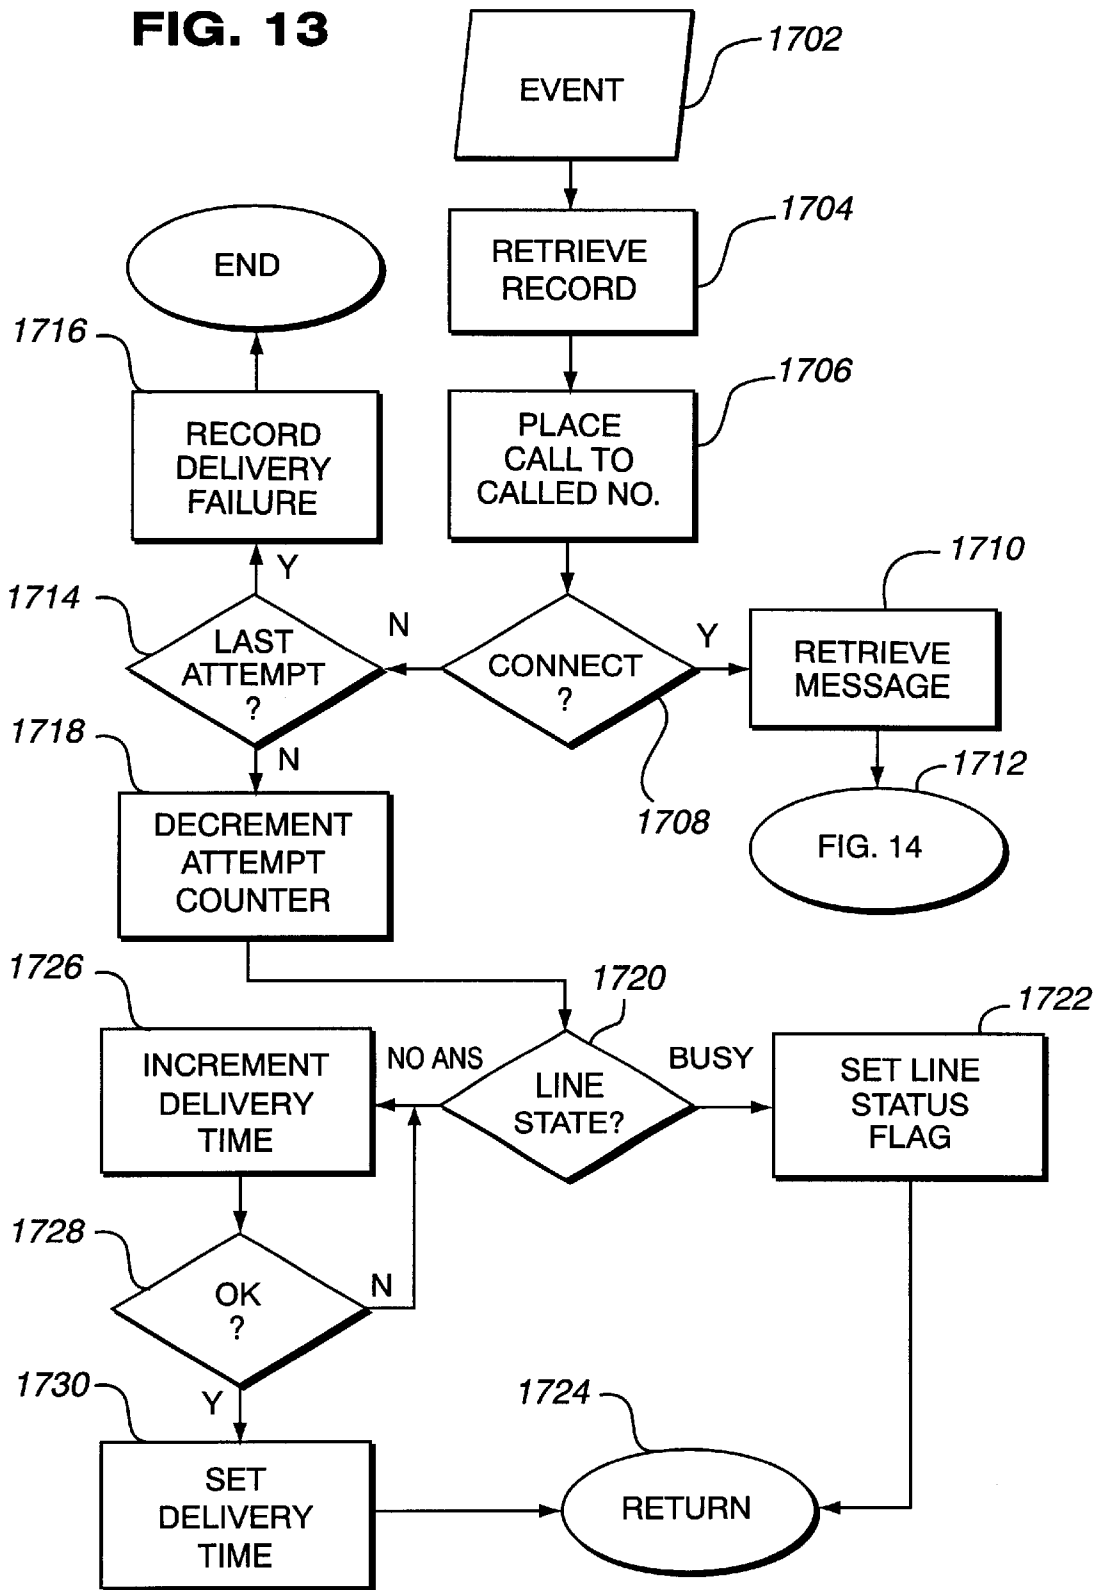 FIG. 13
1702
EVENT
1704
RETRIEVE
RECORD
END
1716
1706
PLACE
CALL TO
CALLED NO.
RECORD
DELIVERY
FAILURE
Y
1710
1714
LAST
ATTEMPT
?
N
CONNECT
?
Y
RETRIEVE
MESSAGE
1718
N
1712
1708
DECREMENT
ATTEMPT
COUNTER
FIG. 14
1726
1720
1722
INCREMENT
DELIVERY
TIME
NO ANS
LINE
STATE?
BUSY
SET LINE
STATUS
FLAG
1728
OK
?
N
1730
Y
1724
SET
DELIVERY
TIME
RETURN